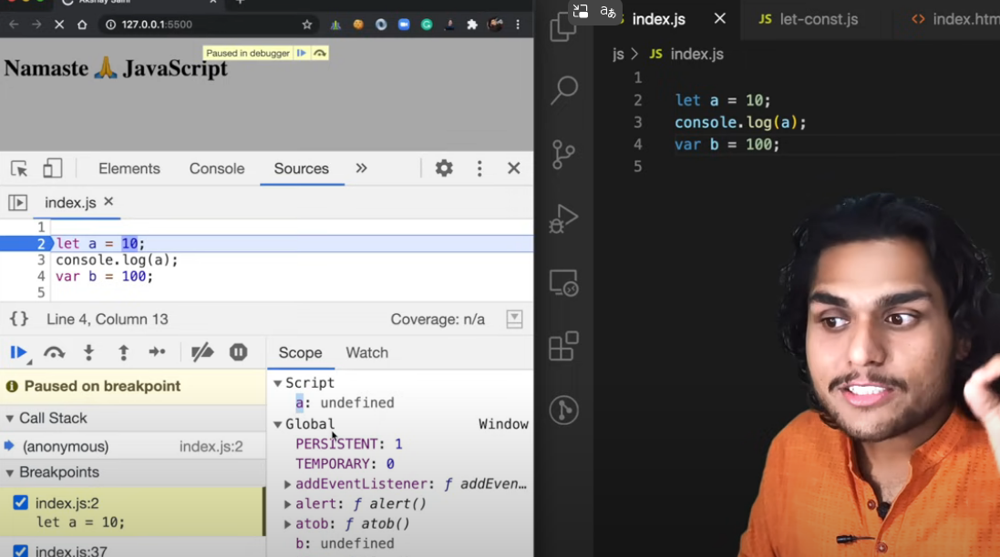 Akshay Saini
127.0.0.1:5500
Paused in debugger
Namaste 🙏 JavaScript
Elements Console Sources »
index.js ×
1
2 let a = 10;
3 console.log(a);
4 var b = 100;
5
{} Line 4, Column 13 Coverage: n/a
Scope Watch
Paused on breakpoint
Call Stack
(anonymous) index.js:2
Breakpoints
index.js:2
let a = 10;
index.js:37
Script
a: undefined
Global Window
PERSISTENT: 1
TEMPORARY: 0
addEventListener: ƒ addEven…
alert: ƒ alert()
atob: ƒ atob()
b: undefined
JS index.js × JS let-const.js <> index.htm
js > JS index.js
1
2 let a = 10;
3 console.log(a);
4 var b = 100;
5